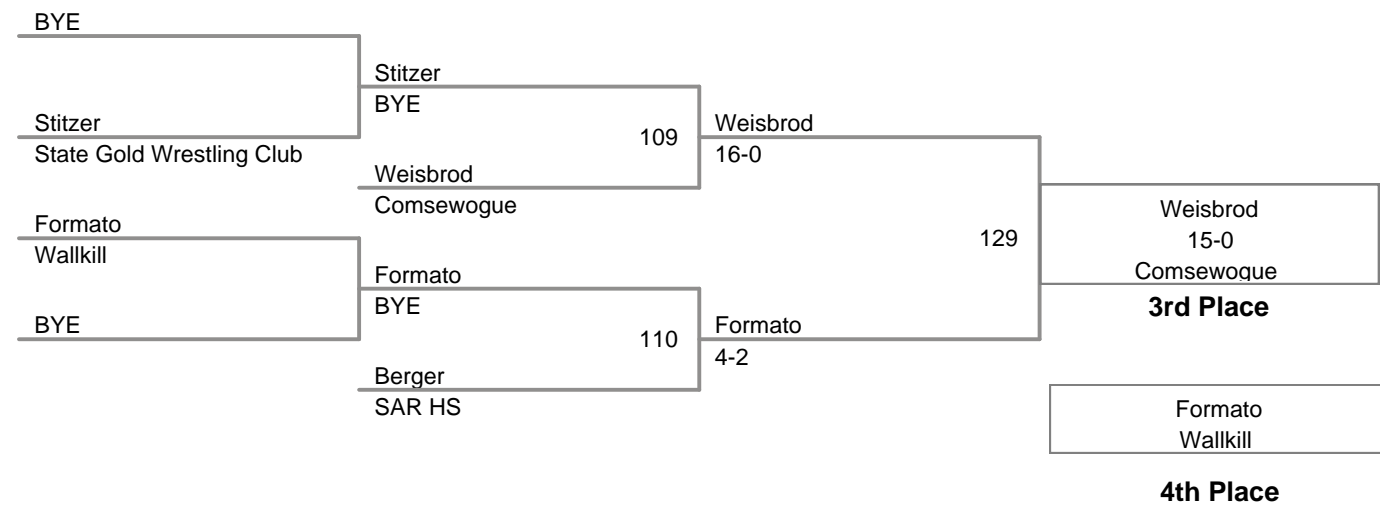 BYE
Stitzer
BYE
Stitzer
State Gold Wrestling Club
109
Weisbrod
16-0
Weisbrod
Comsewogue
Formato
Wallkill
129
Weisbrod
15-0
Comsewogue
3rd Place
Formato
BYE
BYE
110
Formato
4-2
Berger
SAR HS
Formato
Wallkill
4th Place